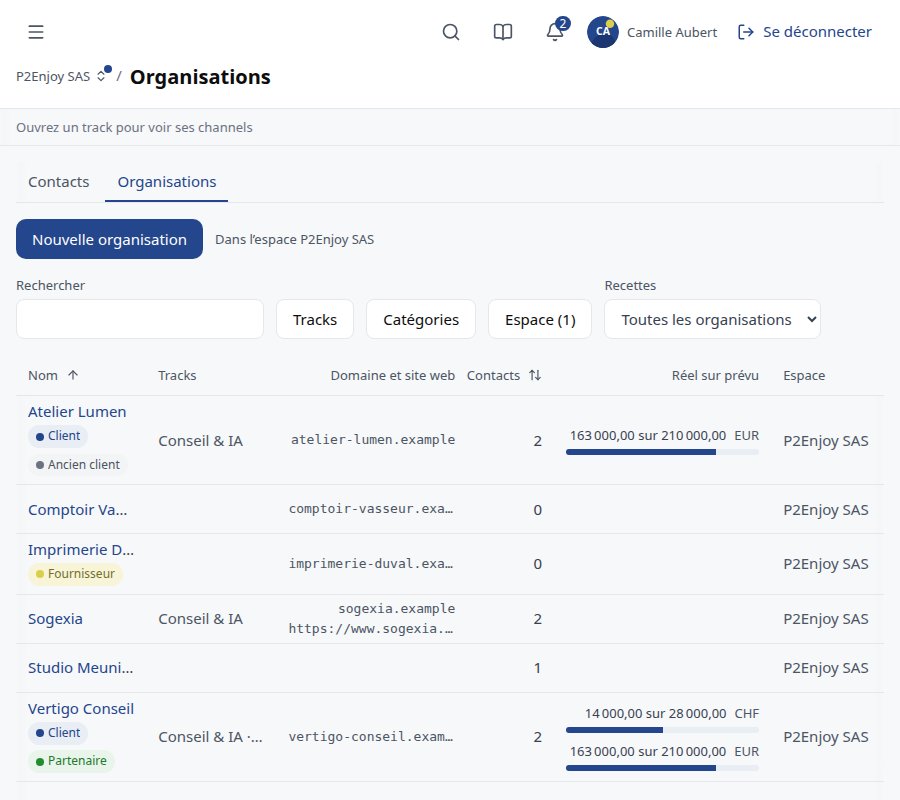 2
CA Camille Aubert Se déconnecter
P2Enjoy SAS / Organisations
Ouvrez un track pour voir ses channels
Contacts Organisations
Nouvelle organisation Dans l'espace P2Enjoy SAS
Rechercher Recettes
Tracks Catégories Espace (1) Toutes les organisations
Nom Tracks Domaine et site web Contacts Réel sur prévu Espace
Atelier Lumen
Client
Ancien client
Conseil & IA atelier-lumen.example 2 163 000,00 sur 210 000,00 EUR P2Enjoy SAS
Comptoir Va… comptoir-vasseur.exa… 0 P2Enjoy SAS
Imprimerie D…
Fournisseur
imprimerie-duval.exa… 0 P2Enjoy SAS
Sogexia Conseil & IA sogexia.example
https://www.sogexia.… 2 P2Enjoy SAS
Studio Meuni… 1 P2Enjoy SAS
Vertigo Conseil
Client
Partenaire
Conseil & IA ·… vertigo-conseil.exam… 2 14 000,00 sur 28 000,00 CHF
163 000,00 sur 210 000,00 EUR P2Enjoy SAS